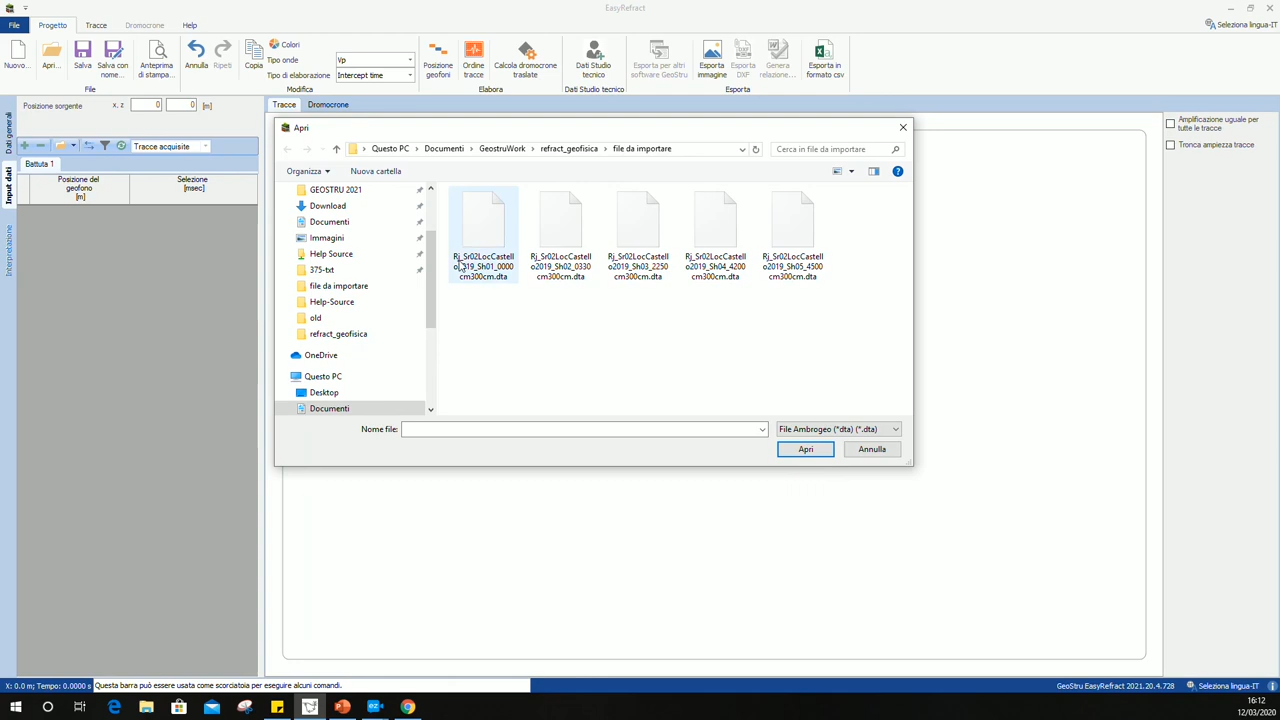 EasyRefract
File
Progetto
Tracce
Dromocrone
Help
Seleziona lingua-IT
Nuovo...
Apri...
Salva
Salva con
nome...
Anteprima
di stampa...
Annulla
Ripeti
Copia
Colori
Tipo onde
Vp
Tipo di elaborazione
Intercept time
Posizione
geofoni
Ordine
tracce
Calcola dromocrone
traslate
Dati Studio
tecnico
Esporta per altri
software GeoStru
Esporta
immagine
Esporta
DXF
Genera
relazione...
Esporta in
formato csv
File
Modifica
Elabora
Dati Studio tecnico
Esporta
Posizione sorgente
x, z
0
0
[m]
Tracce
Dromocrone
Dati generali
Input dati
Interpretazione
Tracce acquisite
Battuta 1
Posizione del
geofono
[m]
Selezione
[msec]
Amplificazione uguale per
tutte le tracce
Tronca ampiezza tracce
Apri
Questo PC
Documenti
GeostruWork
refract_geofisica
file da importare
Cerca in file da importare
Organizza
Nuova cartella
GEOSTRU 2021
Download
Documenti
Immagini
Help Source
375-txt
file da importare
Help-Source
old
refract_geofisica
OneDrive
Questo PC
Desktop
Documenti
Rj_Sr02LocCastell
o2019_Sh01_0000
cm300cm.dta
Rj_Sr02LocCastell
o2019_Sh02_0330
cm300cm.dta
Rj_Sr02LocCastell
o2019_Sh03_2250
cm300cm.dta
Rj_Sr02LocCastell
o2019_Sh04_4200
cm300cm.dta
Rj_Sr02LocCastell
o2019_Sh05_4500
cm300cm.dta
Nome file:
File Ambrogeo (*dta) (*.dta)
Apri
Annulla
X: 0.0 m; Tempo: 0.0000 s
Questa barra può essere usata come scorciatoia per eseguire alcuni comandi.
GeoStru EasyRefract 2021.20.4.728
Seleziona lingua-IT
16:12
12/03/2020